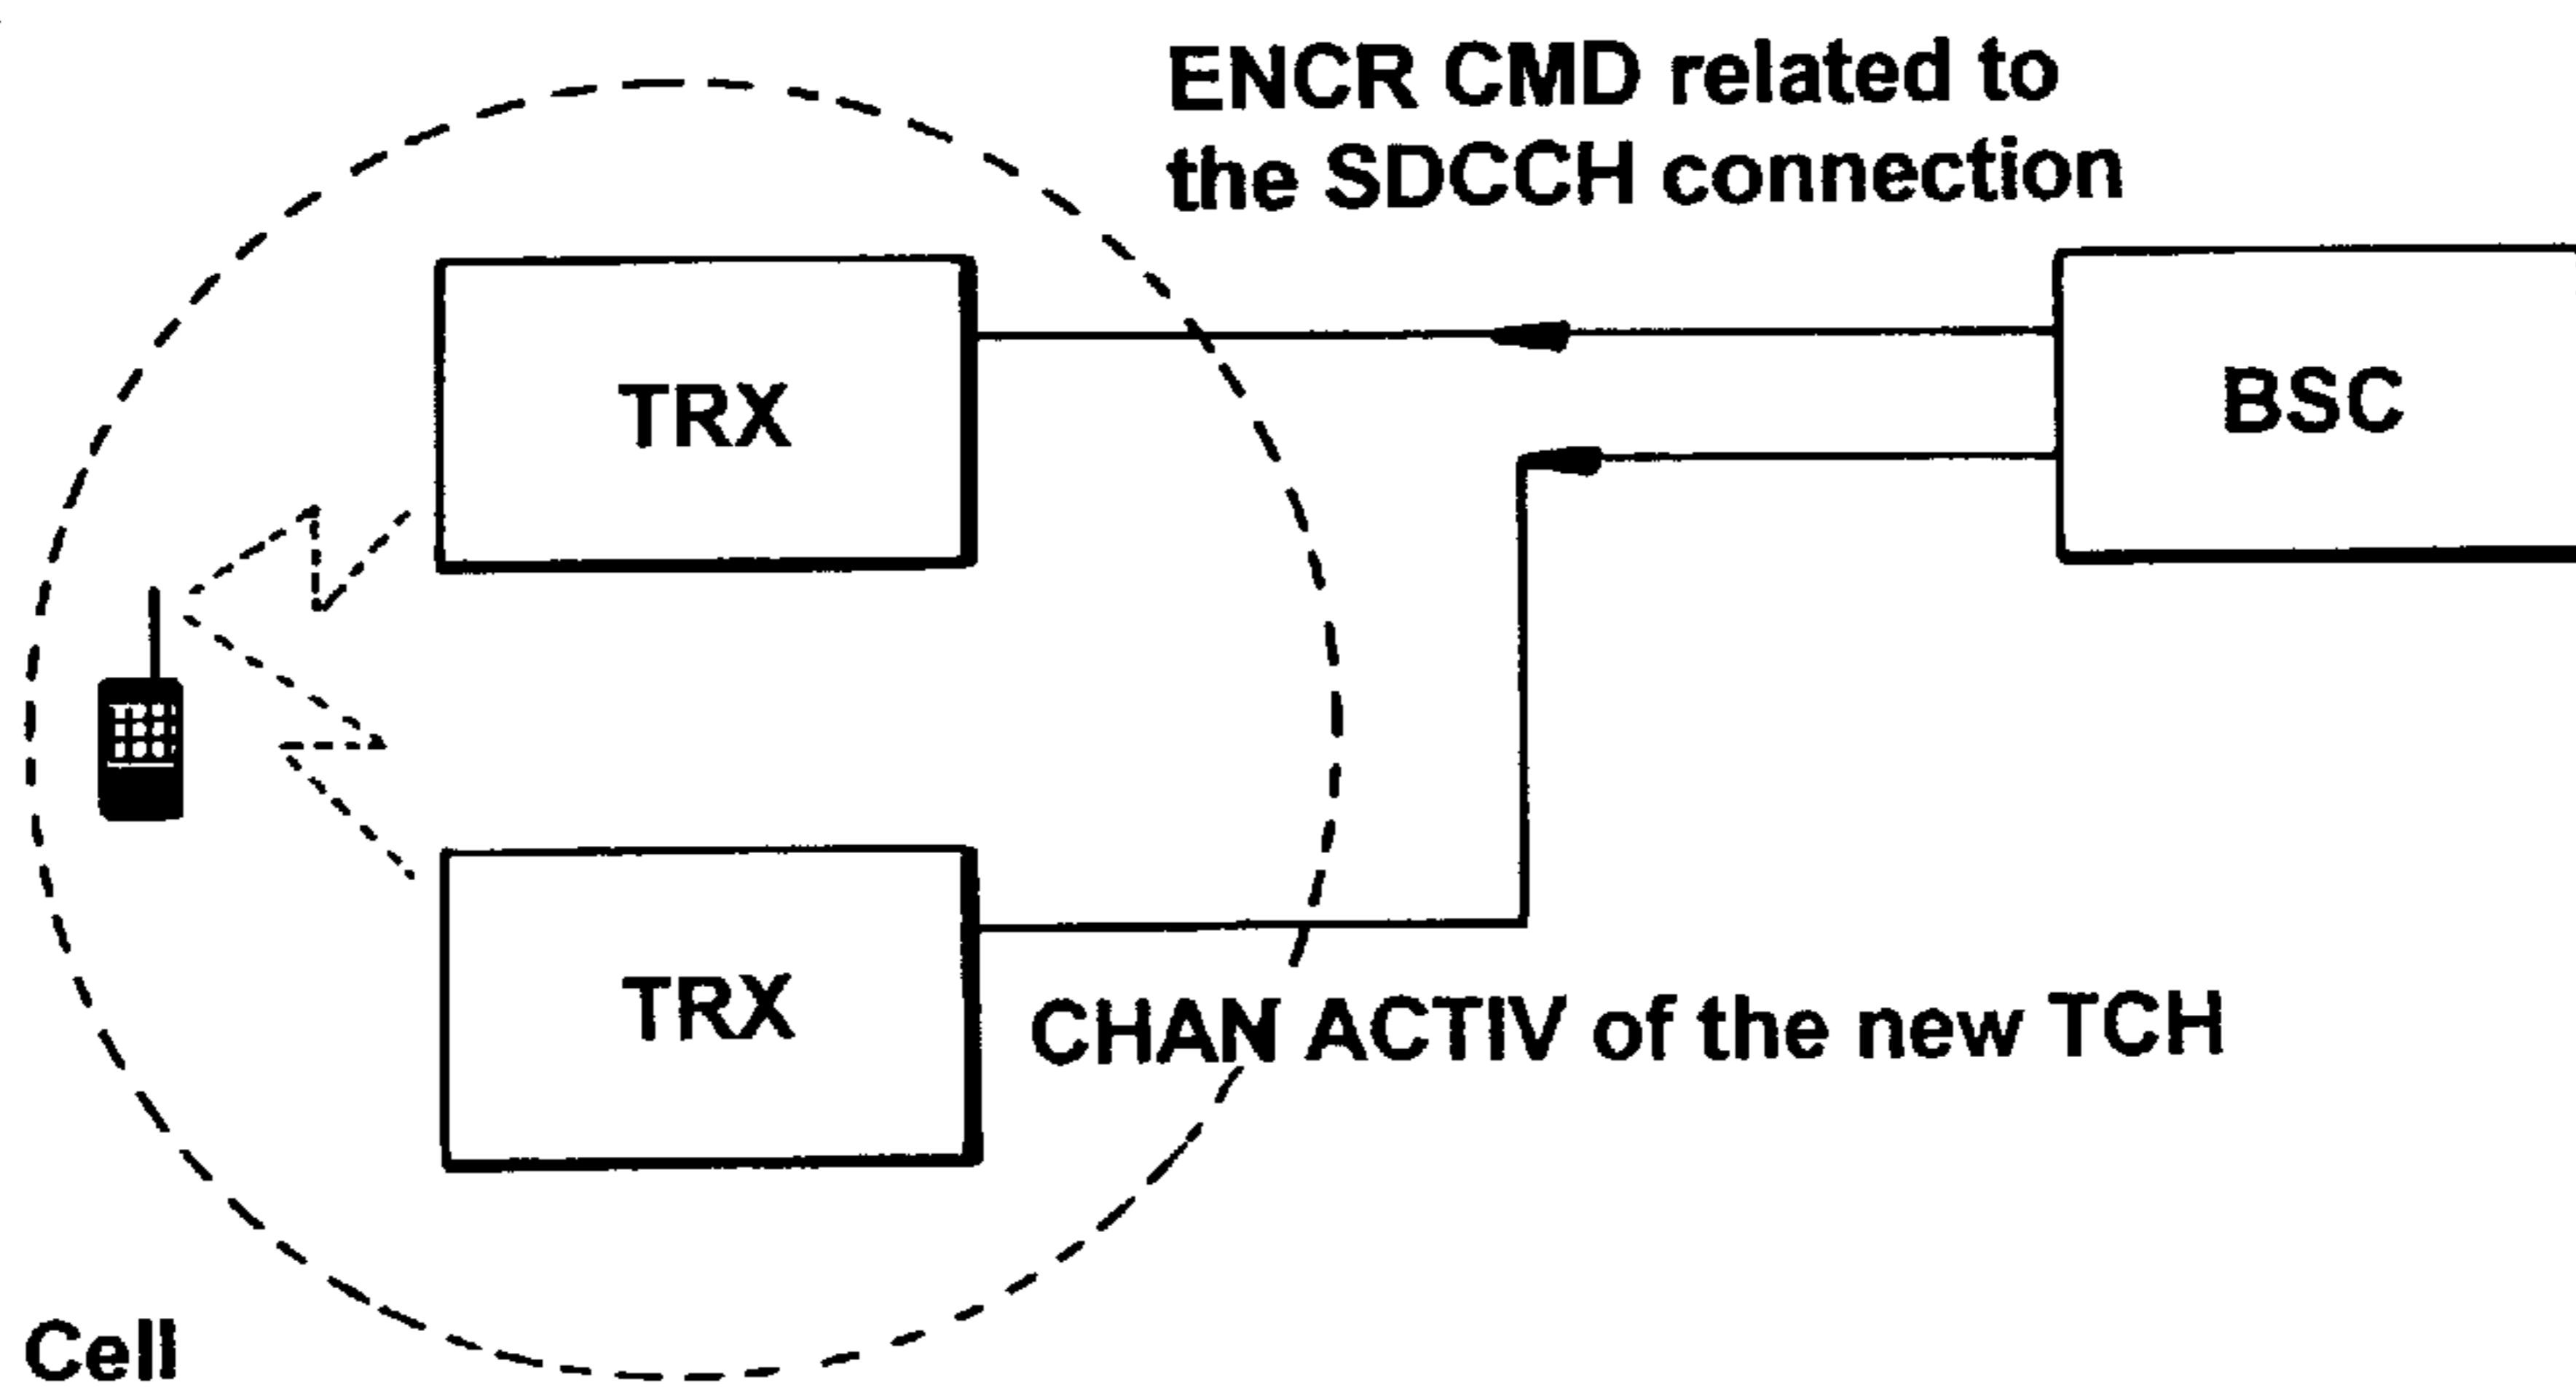 ENCR CMD related to
the SDCCH connection
TRX
BSC
TRX
CHAN ACTIV of the new TCH
Cell